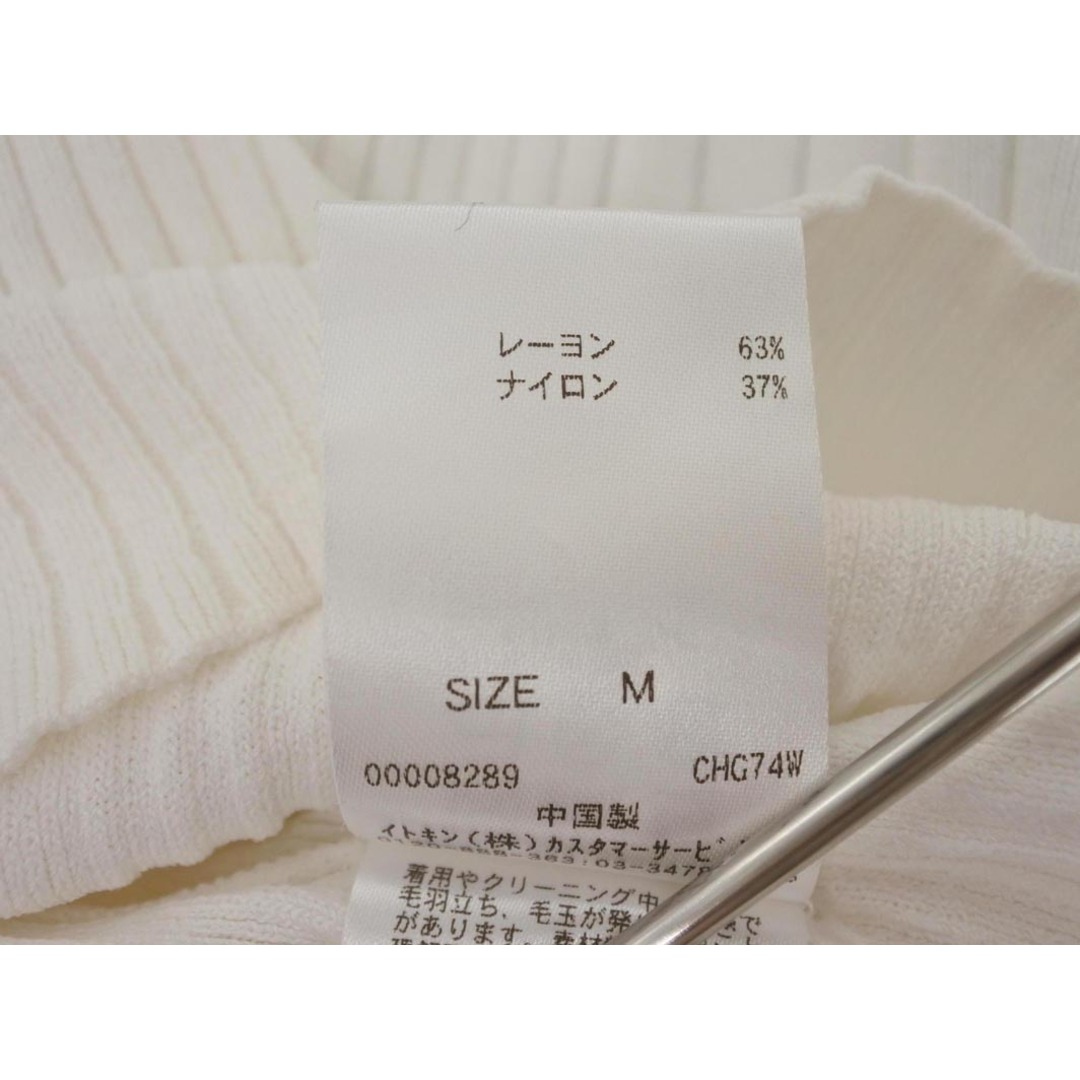 レーヨン 63%
ナイロン 37%
SIZE M
00008289 CHG74W
中国製
イトキン(株)カスタマーサービ
着用やクリーニング中
毛羽立ち、毛玉が発
があります。素材